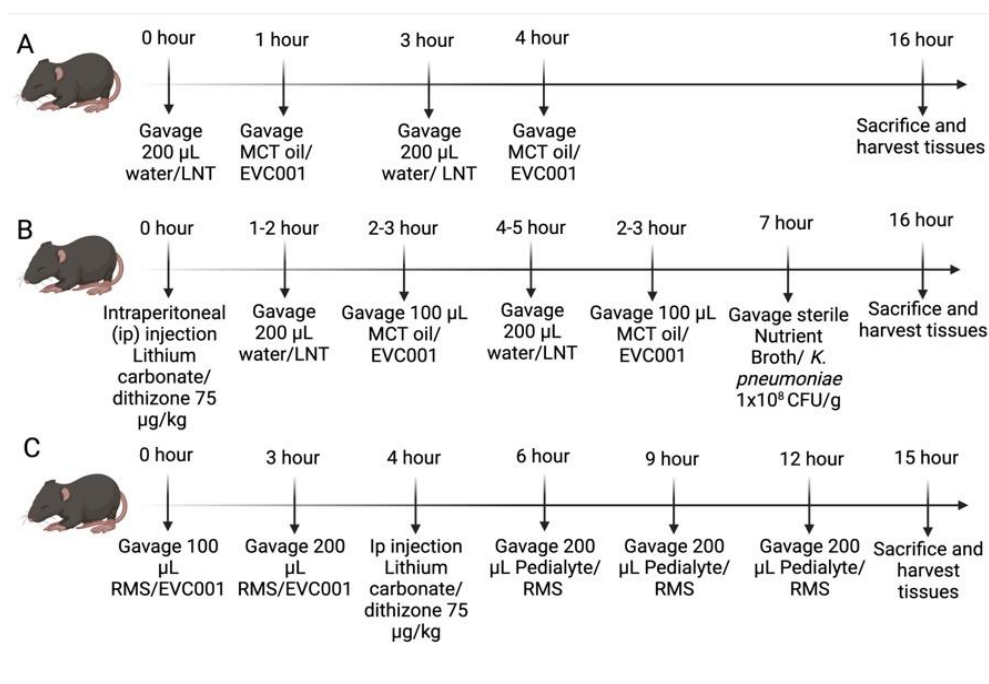 A
0 hour
1 hour
3 hour
4 hour
16 hour
Gavage
200 µL
water/LNT
Gavage
MCT oil/
EVC001
Gavage
200 µL
water/ LNT
Gavage
MCT oil/
EVC001
Sacrifice and
harvest tissues
B
0 hour
1-2 hour
2-3 hour
4-5 hour
2-3 hour
7 hour
16 hour
Intraperitoneal
(ip) injection
Lithium
carbonate/
dithizone 75
µg/kg
Gavage
200 µL
water/LNT
Gavage 100 µL
MCT oil/
EVC001
Gavage
200 µL
water/LNT
Gavage 100 µL
MCT oil/
EVC001
Gavage sterile
Nutrient
Broth/ K.
pneumoniae
1x10⁸ CFU/g
Sacrifice and
harvest tissues
C
0 hour
3 hour
4 hour
6 hour
9 hour
12 hour
15 hour
Gavage 100
µL
RMS/EVC001
Gavage 200
µL
RMS/EVC001
Ip injection
Lithium
carbonate/
dithizone 75
µg/kg
Gavage 200
µL Pedialyte/
RMS
Gavage 200
µL Pedialyte/
RMS
Gavage 200
µL Pedialyte/
RMS
Sacrifice and
harvest
tissues